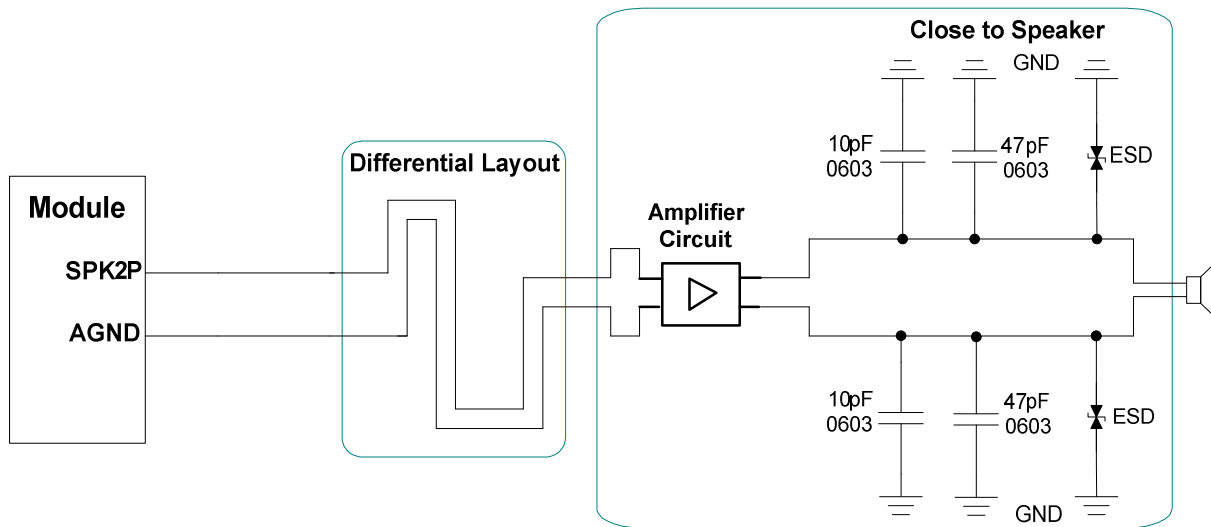 Close to Speaker
GND
10pF
0603
47pF
0603
ESD
Differential Layout
Module
SPK2P
AGND
Amplifier
Circuit
10pF
0603
47pF
0603
ESD
GND